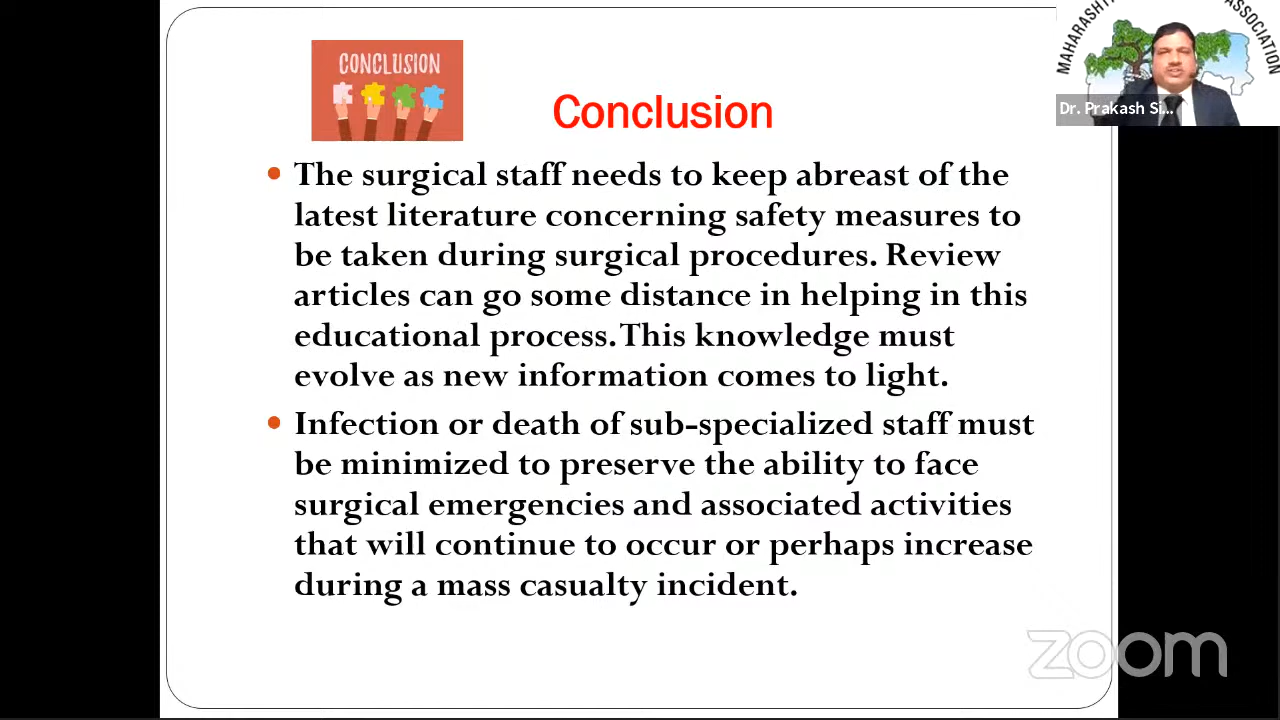 CONCLUSION
Conclusion
The surgical staff needs to keep abreast of the
latest literature concerning safety measures to
be taken during surgical procedures. Review
articles can go some distance in helping in this
educational process. This knowledge must
evolve as new information comes to light.
Infection or death of sub-specialized staff must
be minimized to preserve the ability to face
surgical emergencies and associated activities
that will continue to occur or perhaps increase
during a mass casualty incident.
ASSOCIATION
Dr. Prakash Si...
zoom